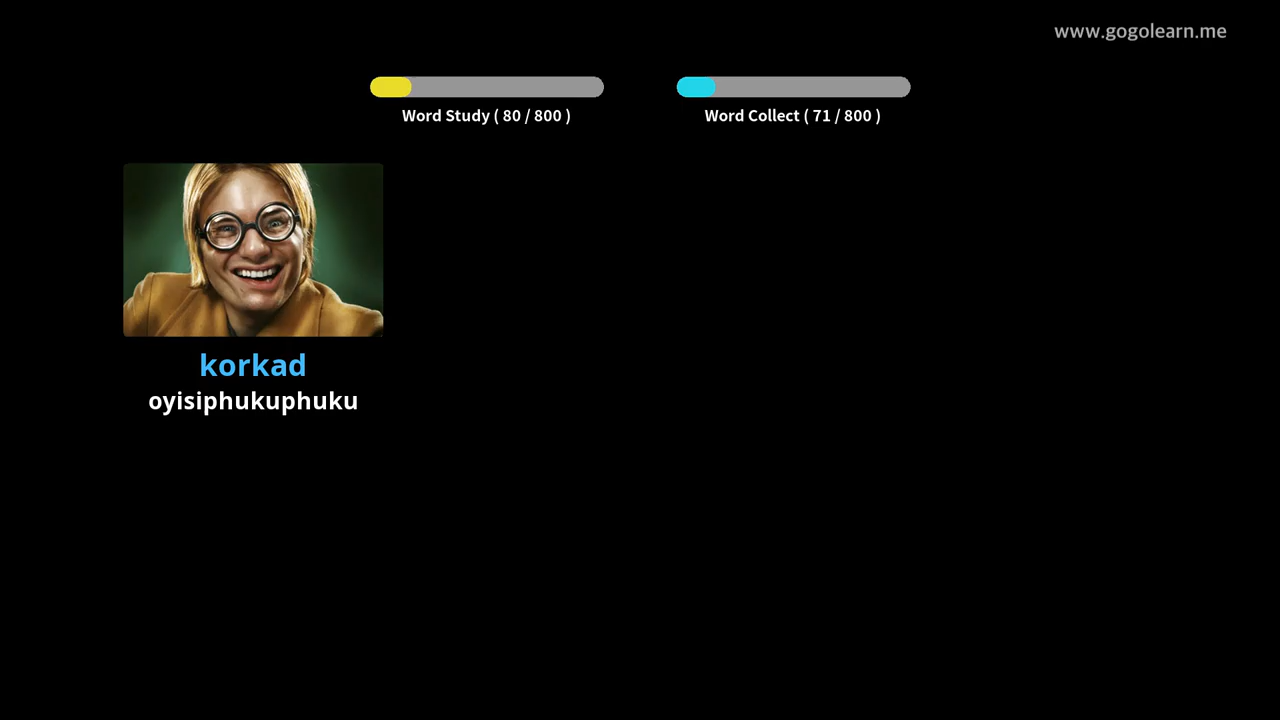 www.gogolearn.me
Word Study ( 80 / 800 )
Word Collect ( 71 / 800 )
korkad
oyisiphukuphuku